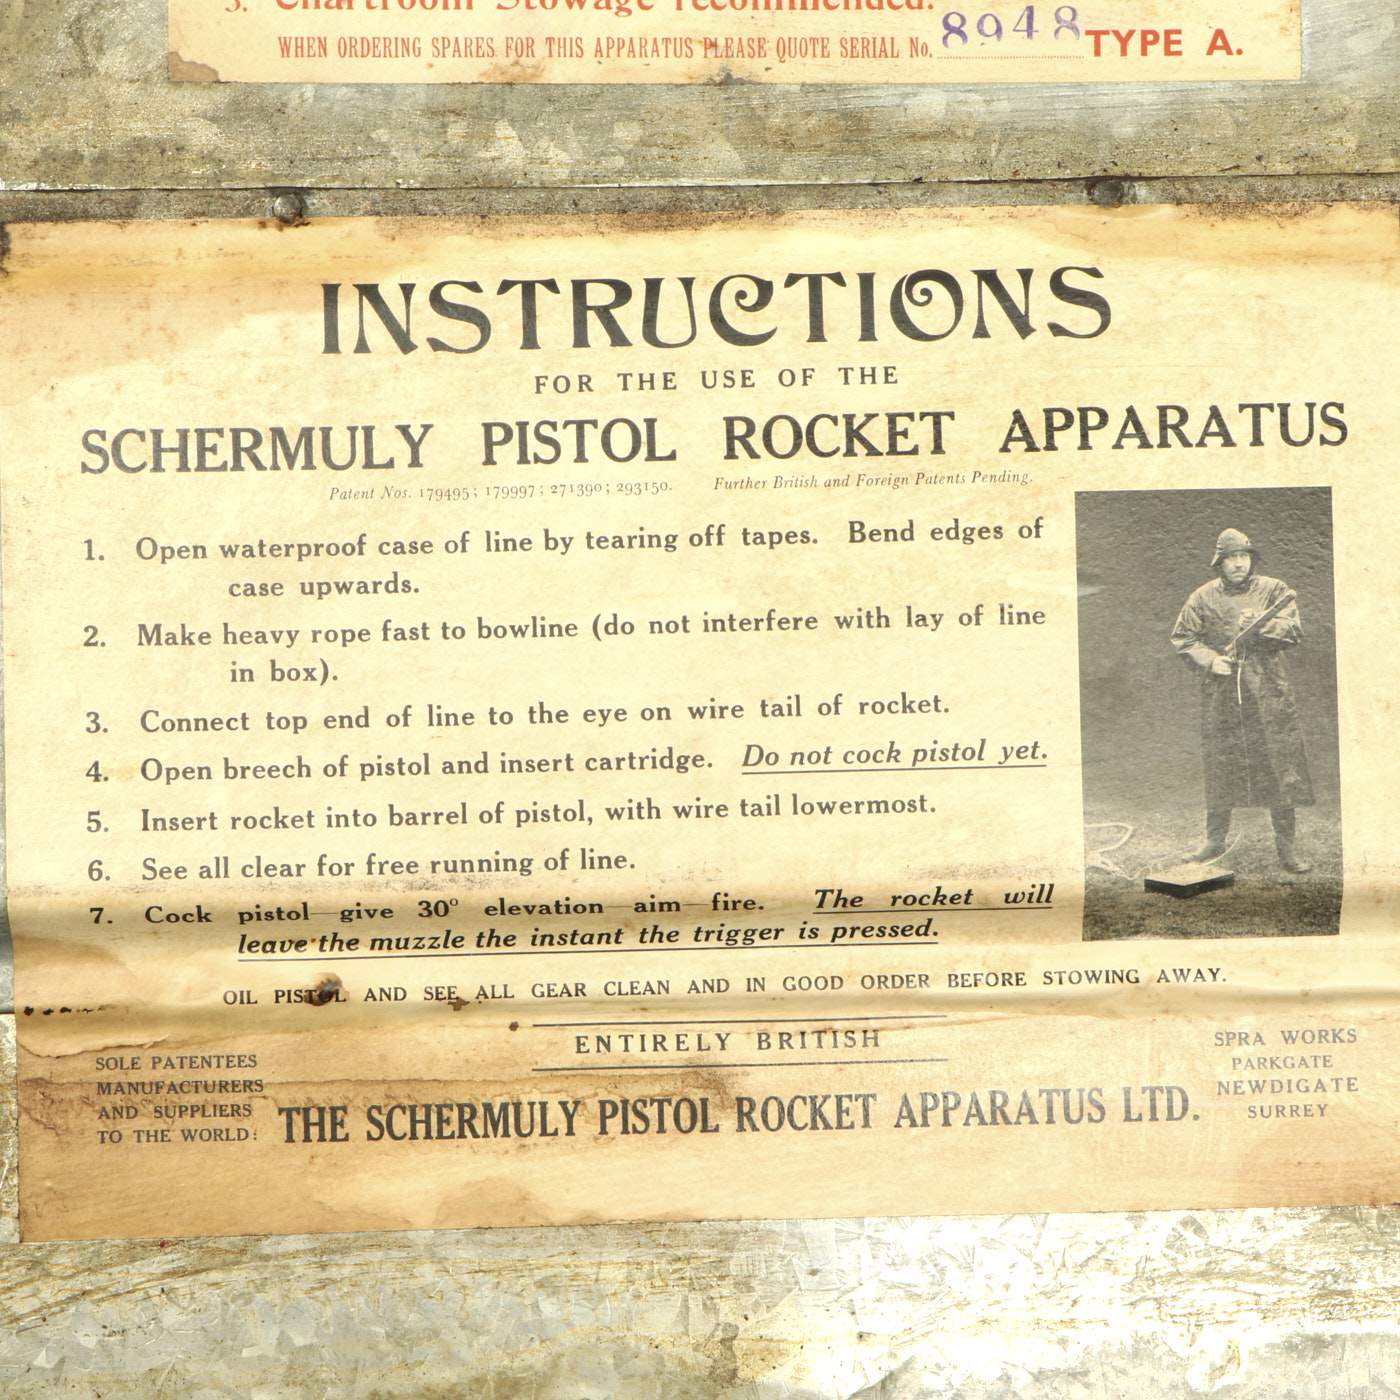 3. Chartroom Stowage recommended.
WHEN ORDERING SPARES FOR THIS APPARATUS PLEASE QUOTE SERIAL No. 8948 TYPE A.
INSTRUCTIONS
FOR THE USE OF THE
SCHERMULY PISTOL ROCKET APPARATUS
Patent Nos. 179495; 179997; 271390; 293150. Further British and Foreign Patents Pending.
1. Open waterproof case of line by tearing off tapes. Bend edges of
case upwards.
2. Make heavy rope fast to bowline (do not interfere with lay of line
in box).
3. Connect top end of line to the eye on wire tail of rocket.
4. Open breech of pistol and insert cartridge. Do not cock pistol yet.
5. Insert rocket into barrel of pistol, with wire tail lowermost.
6. See all clear for free running of line.
7. Cock pistol—give 30° elevation—aim—fire. The rocket will
leave the muzzle the instant the trigger is pressed.
OIL PISTOL AND SEE ALL GEAR CLEAN AND IN GOOD ORDER BEFORE STOWING AWAY.
ENTIRELY BRITISH
SOLE PATENTEES
MANUFACTURERS
AND SUPPLIERS
TO THE WORLD:
THE SCHERMULY PISTOL ROCKET APPARATUS LTD.
SPRA WORKS
PARKGATE
NEWDIGATE
SURREY